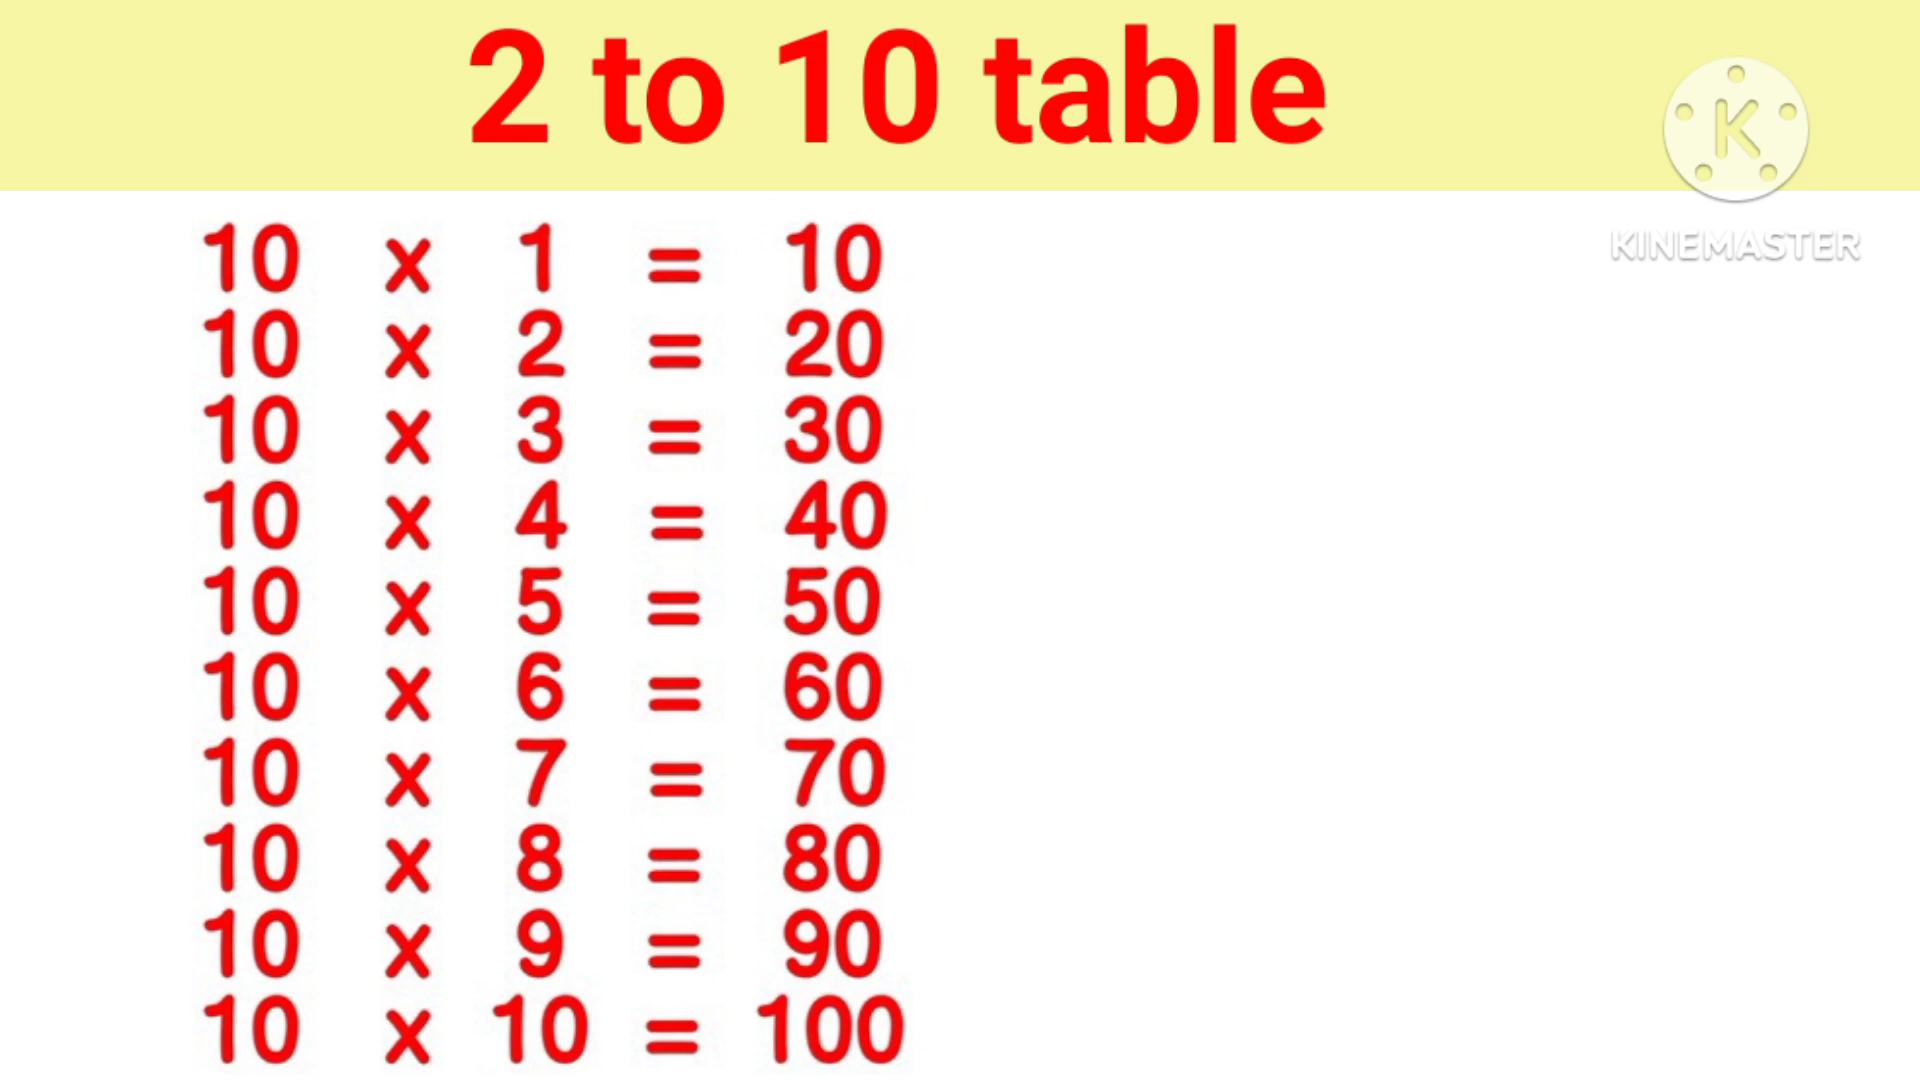 2 to 10 table
K
KINEMASTER
10 x 1 = 10
10 x 2 = 20
10 x 3 = 30
10 x 4 = 40
10 x 5 = 50
10 x 6 = 60
10 x 7 = 70
10 x 8 = 80
10 x 9 = 90
10 x 10 = 100